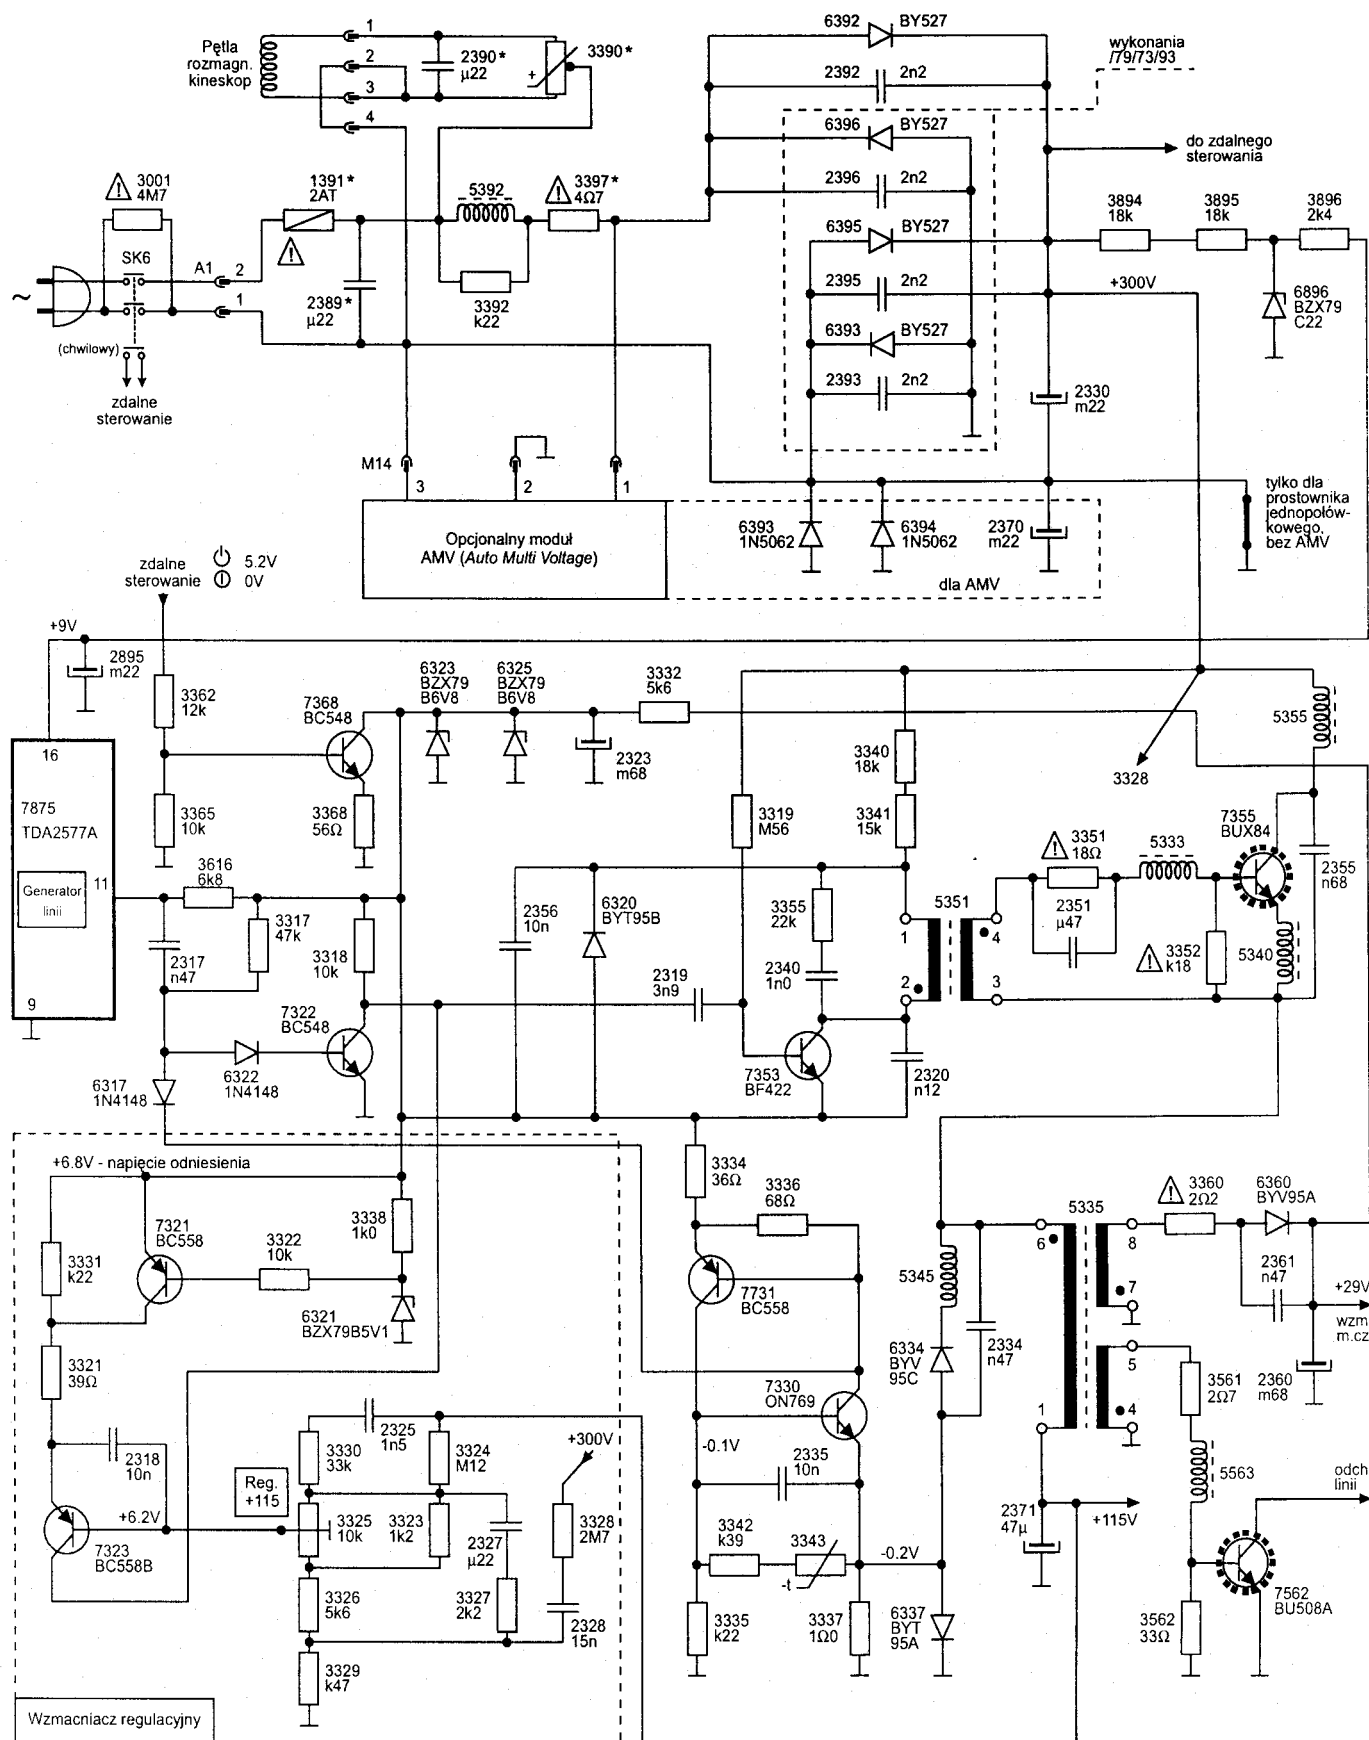 Pętla
rozmagn.
kineskop
1
2
3
4
2390*
µ22
+
3390*
6392
BY527
2392
2n2
wykonania
/79/73/93
6396
BY527
do zdalnego
sterowania
3001
4M7
1391*
2AT
5392
3397*
4Ω7
2396
2n2
3894
18k
3895
18k
3896
2k4
6395
BY527
SK6
A1
2
1
~
2389*
µ22
3392
k22
2395
2n2
+300V
6896
BZX79
C22
6393
BY527
(chwilowy)
zdalne
sterowanie
2393
2n2
2330
m22
M14
3
2
1
tylko dla
prostownika
jednopołów-
kowego,
bez AMV
Opcjonalny moduł
AMV (Auto Multi Voltage)
6393
1N5062
6394
1N5062
2370
m22
dla AMV
zdalne
sterowanie
5.2V
0V
+9V
2895
m22
3362
12k
7368
BC548
6323
BZX79
B6V8
6325
BZX79
B6V8
3332
5k6
2323
m68
5355
3340
18k
3328
16
7875
TDA2577A
Generator
linii
11
9
3365
10k
3368
56Ω
3319
M56
3341
15k
7355
BUX84
3351
18Ω
5333
2355
n68
3616
6k8
3317
47k
3318
10k
2317
n47
2356
10n
6320
BYT95B
3355
22k
2340
1n0
5351
1
2
4
3
2351
µ47
3352
k18
5340
2319
3n9
7322
BC548
6322
1N4148
6317
1N4148
7353
BF422
2320
n12
+6.8V - napięcie odniesienia
3334
36Ω
3336
68Ω
3360
2Ω2
6360
BYV95A
3338
1k0
7321
BC558
3322
10k
3331
k22
6321
BZX79B5V1
7731
BC558
5345
5335
6
8
7
5
4
1
2361
n47
+29V
wzm
m.cz
3321
39Ω
6334
BYV
95C
2334
n47
3561
2Ω7
2360
m68
7330
ON769
2325
1n5
3330
33k
3324
M12
+300V
-0.1V
2335
10n
5563
odch
linii
2318
10n
Reg.
+115
+6.2V
3325
10k
3323
1k2
2327
µ22
3328
2M7
3342
k39
3343
-t
-0.2V
2371
47µ
+115V
7323
BC558B
3326
5k6
3327
2k2
2328
15n
3335
k22
3337
1Ω0
6337
BYT
95A
3562
33Ω
7562
BU508A
3329
k47
Wzmacniacz regulacyjny